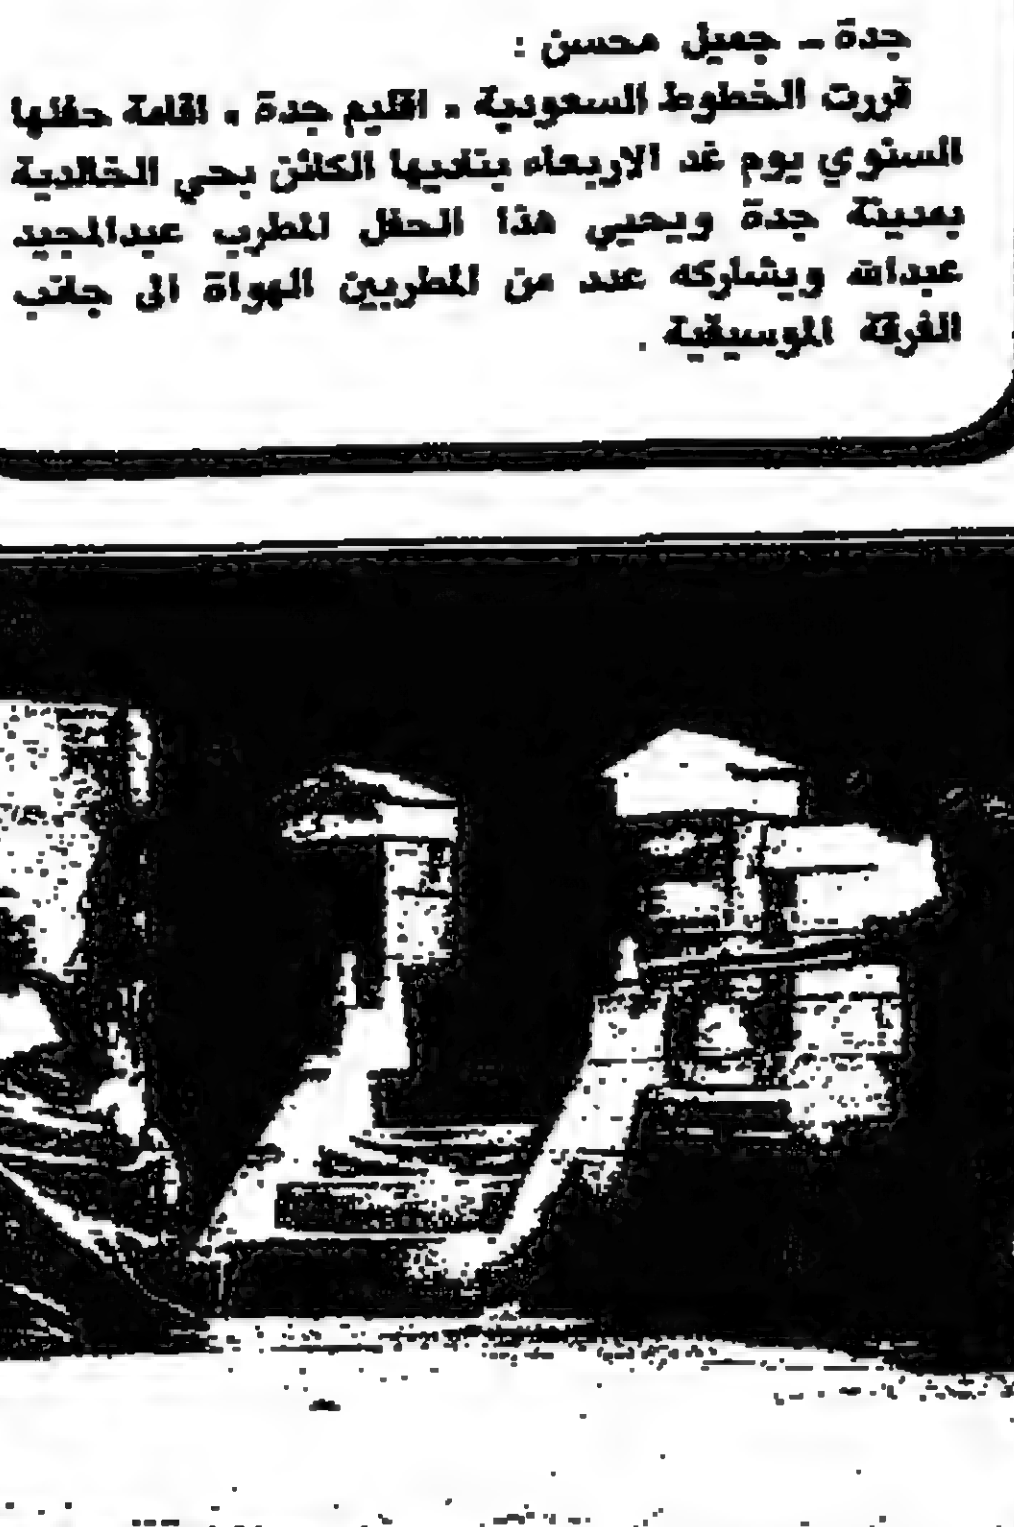 جدة ـ جميل محسن :
قررت الخطوط السعودية ، اقليم جدة ، اقامة حفلها
السنوي يوم غد الاربعاء بناديها الكائن بحي الخالدية
بمدينة جدة ويحيي هذا الحفل المطرب عبدالمجيد
عبدالله ويشاركه عدد من المطربين الهواة الى جانب
الفرقة الموسيقية .